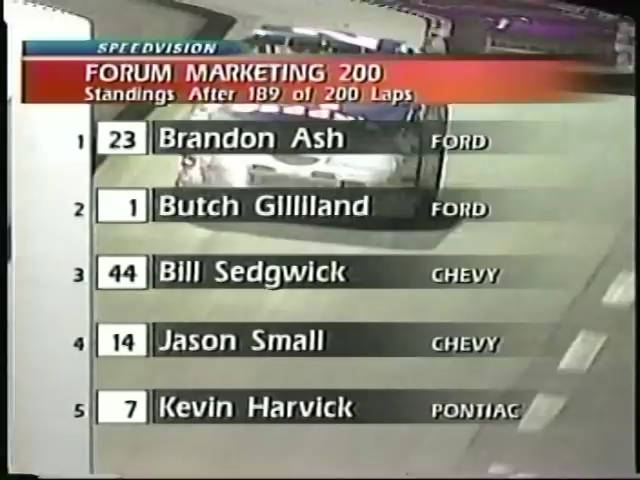 SPEEDVISION
FORUM MARKETING 200
Standings After 189 of 200 Laps
1 23 Brandon Ash FORD
2 1 Butch Gilliland FORD
3 44 Bill Sedgwick CHEVY
4 14 Jason Small CHEVY
5 7 Kevin Harvick PONTIAC